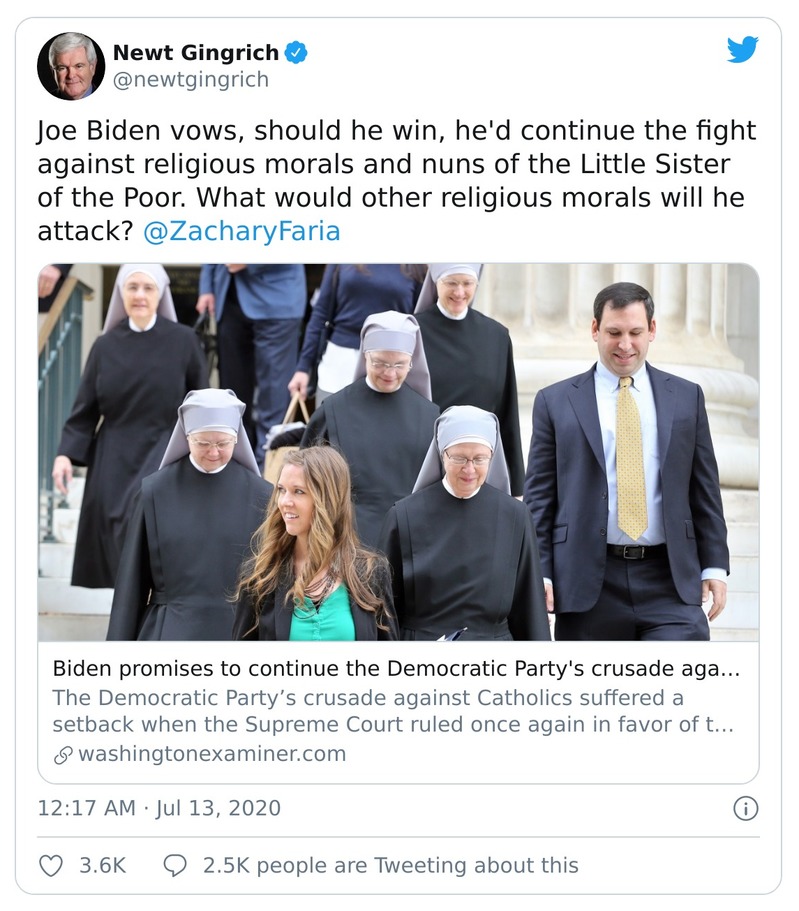 Newt Gingrich
@newtgingrich
Joe Biden vows, should he win, he'd continue the fight
against religious morals and nuns of the Little Sister
of the Poor. What would other religious morals will he
attack? @ZacharyFaria
Biden promises to continue the Democratic Party's crusade aga...
The Democratic Party’s crusade against Catholics suffered a
setback when the Supreme Court ruled once again in favor of t...
washingtonexaminer.com
12:17 AM · Jul 13, 2020
3.6K 2.5K people are Tweeting about this